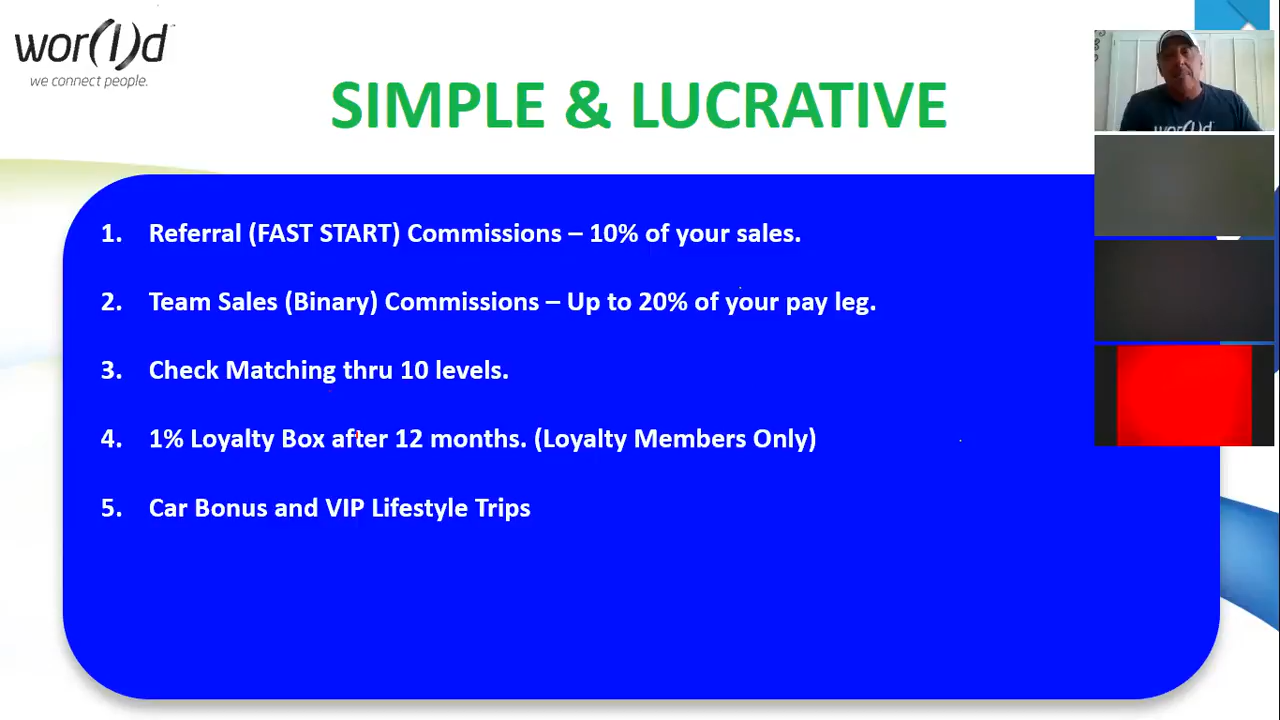 wor(l)d
we connect people.
SIMPLE & LUCRATIVE
1. Referral (FAST START) Commissions – 10% of your sales.
2. Team Sales (Binary) Commissions – Up to 20% of your pay leg.
3. Check Matching thru 10 levels.
4. 1% Loyalty Box after 12 months. (Loyalty Members Only)
5. Car Bonus and VIP Lifestyle Trips
wor(l)d